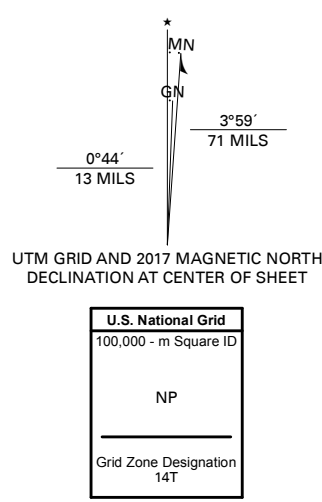 ★
MN
GN
3°59´
71 MILS
0°44´
13 MILS
UTM GRID AND 2017 MAGNETIC NORTH
DECLINATION AT CENTER OF SHEET
U.S. National Grid
100,000 - m Square ID
NP
Grid Zone Designation
14T